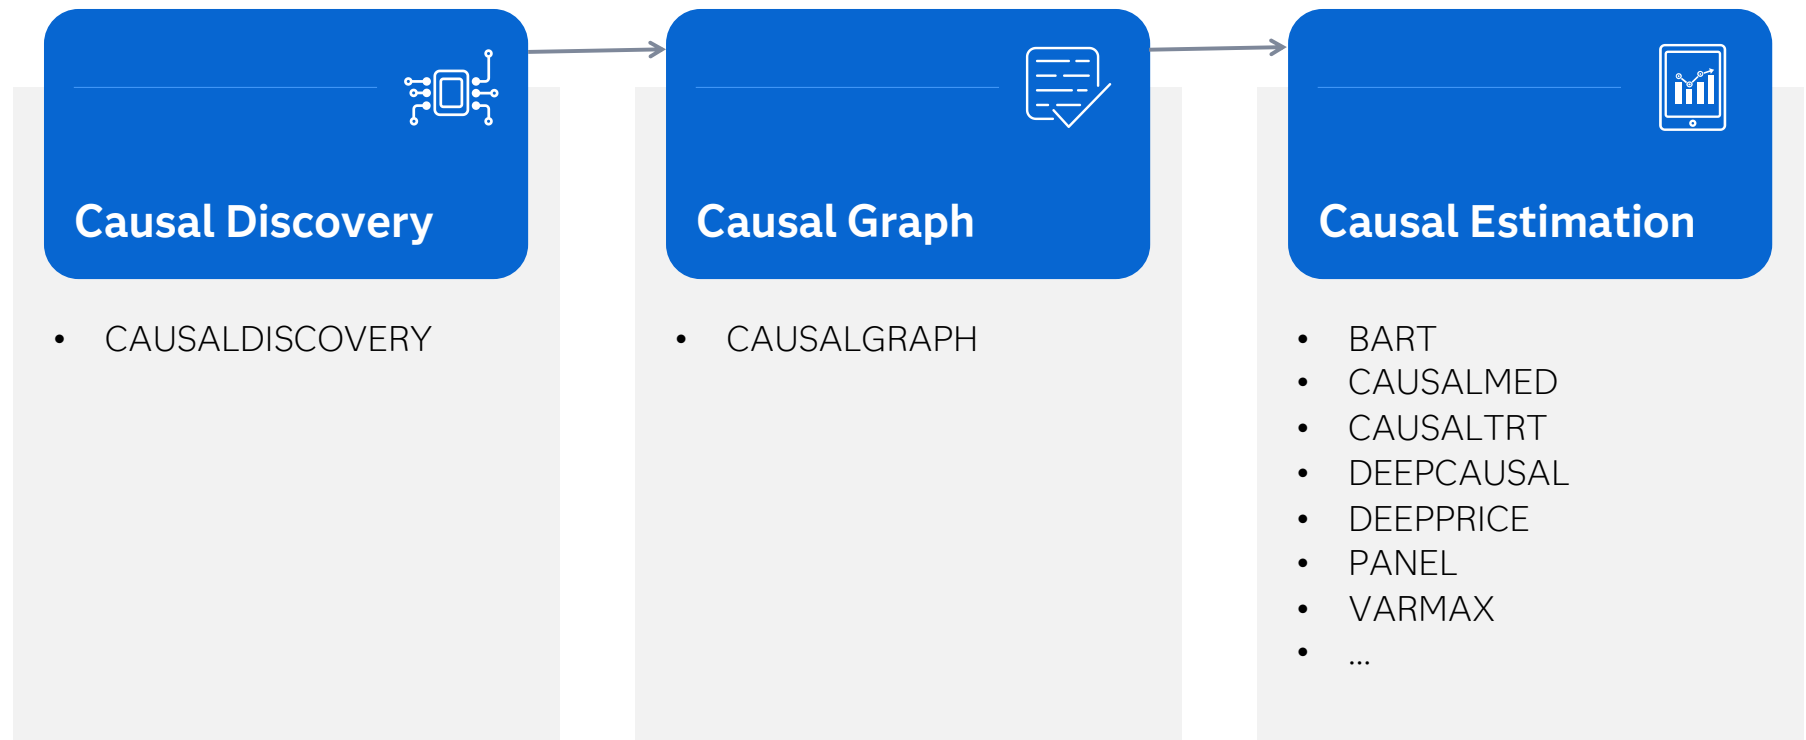 Causal Discovery
• CAUSALDISCOVERY
Causal Graph
• CAUSALGRAPH
Causal Estimation
• BART
• CAUSALMED
• CAUSALTRT
• DEEPCAUSAL
• DEEPPRICE
• PANEL
• VARMAX
• ...